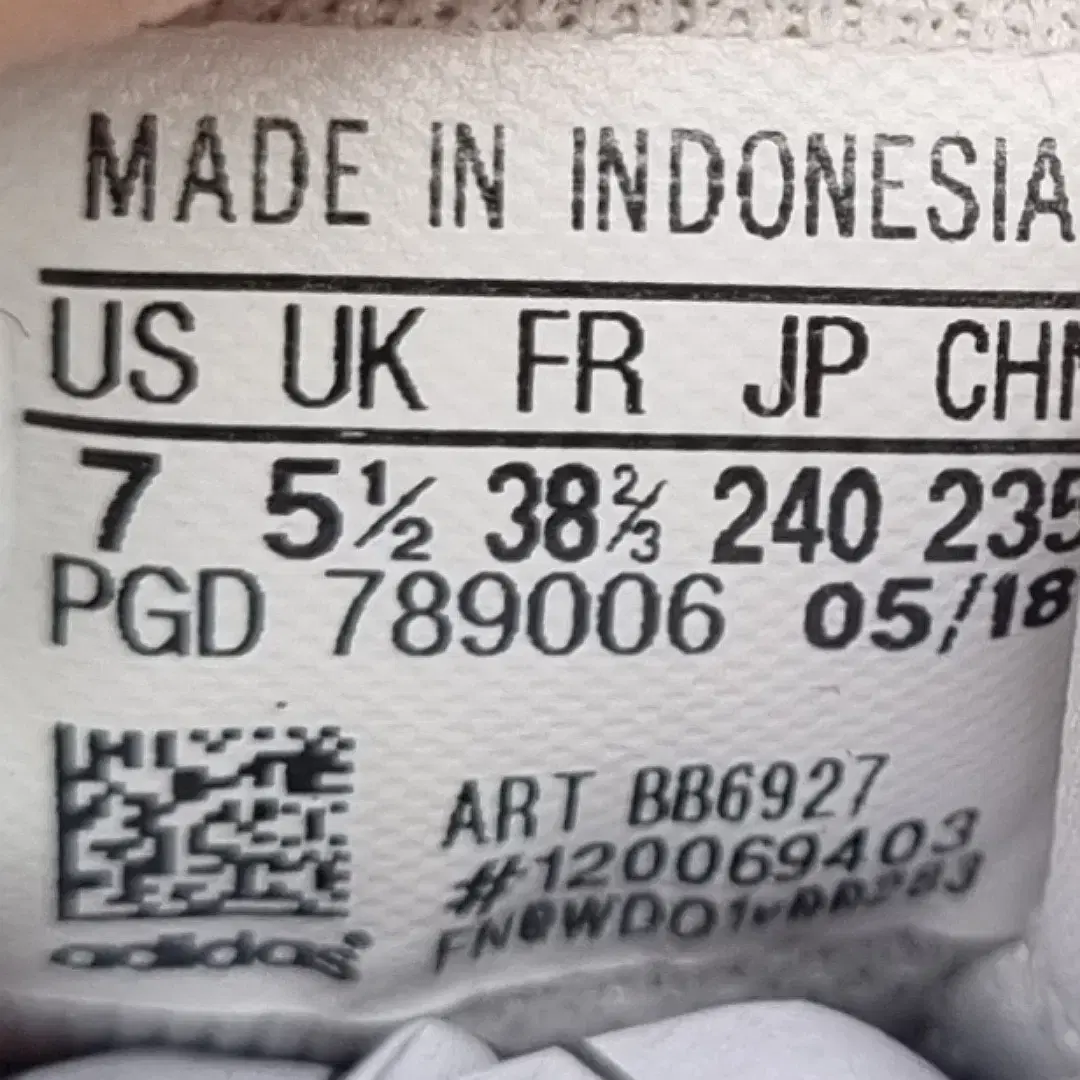 MADE IN INDONESIA
US UK FR JP CHN
7 5½ 38⅔ 240 235
PGD 789006 05/18
ART BB6927
#120069403
adidas